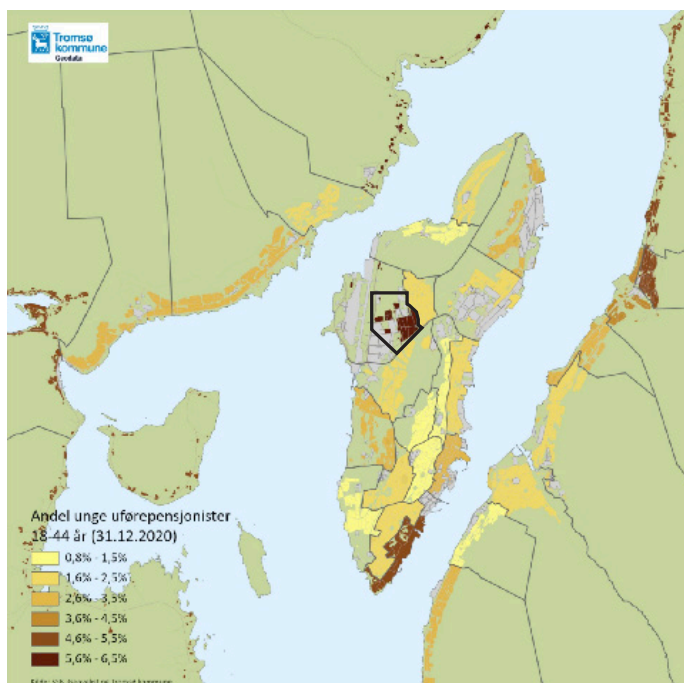 Tromsø
kommune
Geodata
Andel unge uførepensjonister
18-44 år (31.12.2020)
0,8% - 1,5%
1,6% - 2,5%
2,6% - 3,5%
3,6% - 4,5%
4,6% - 5,5%
5,6% - 6,5%